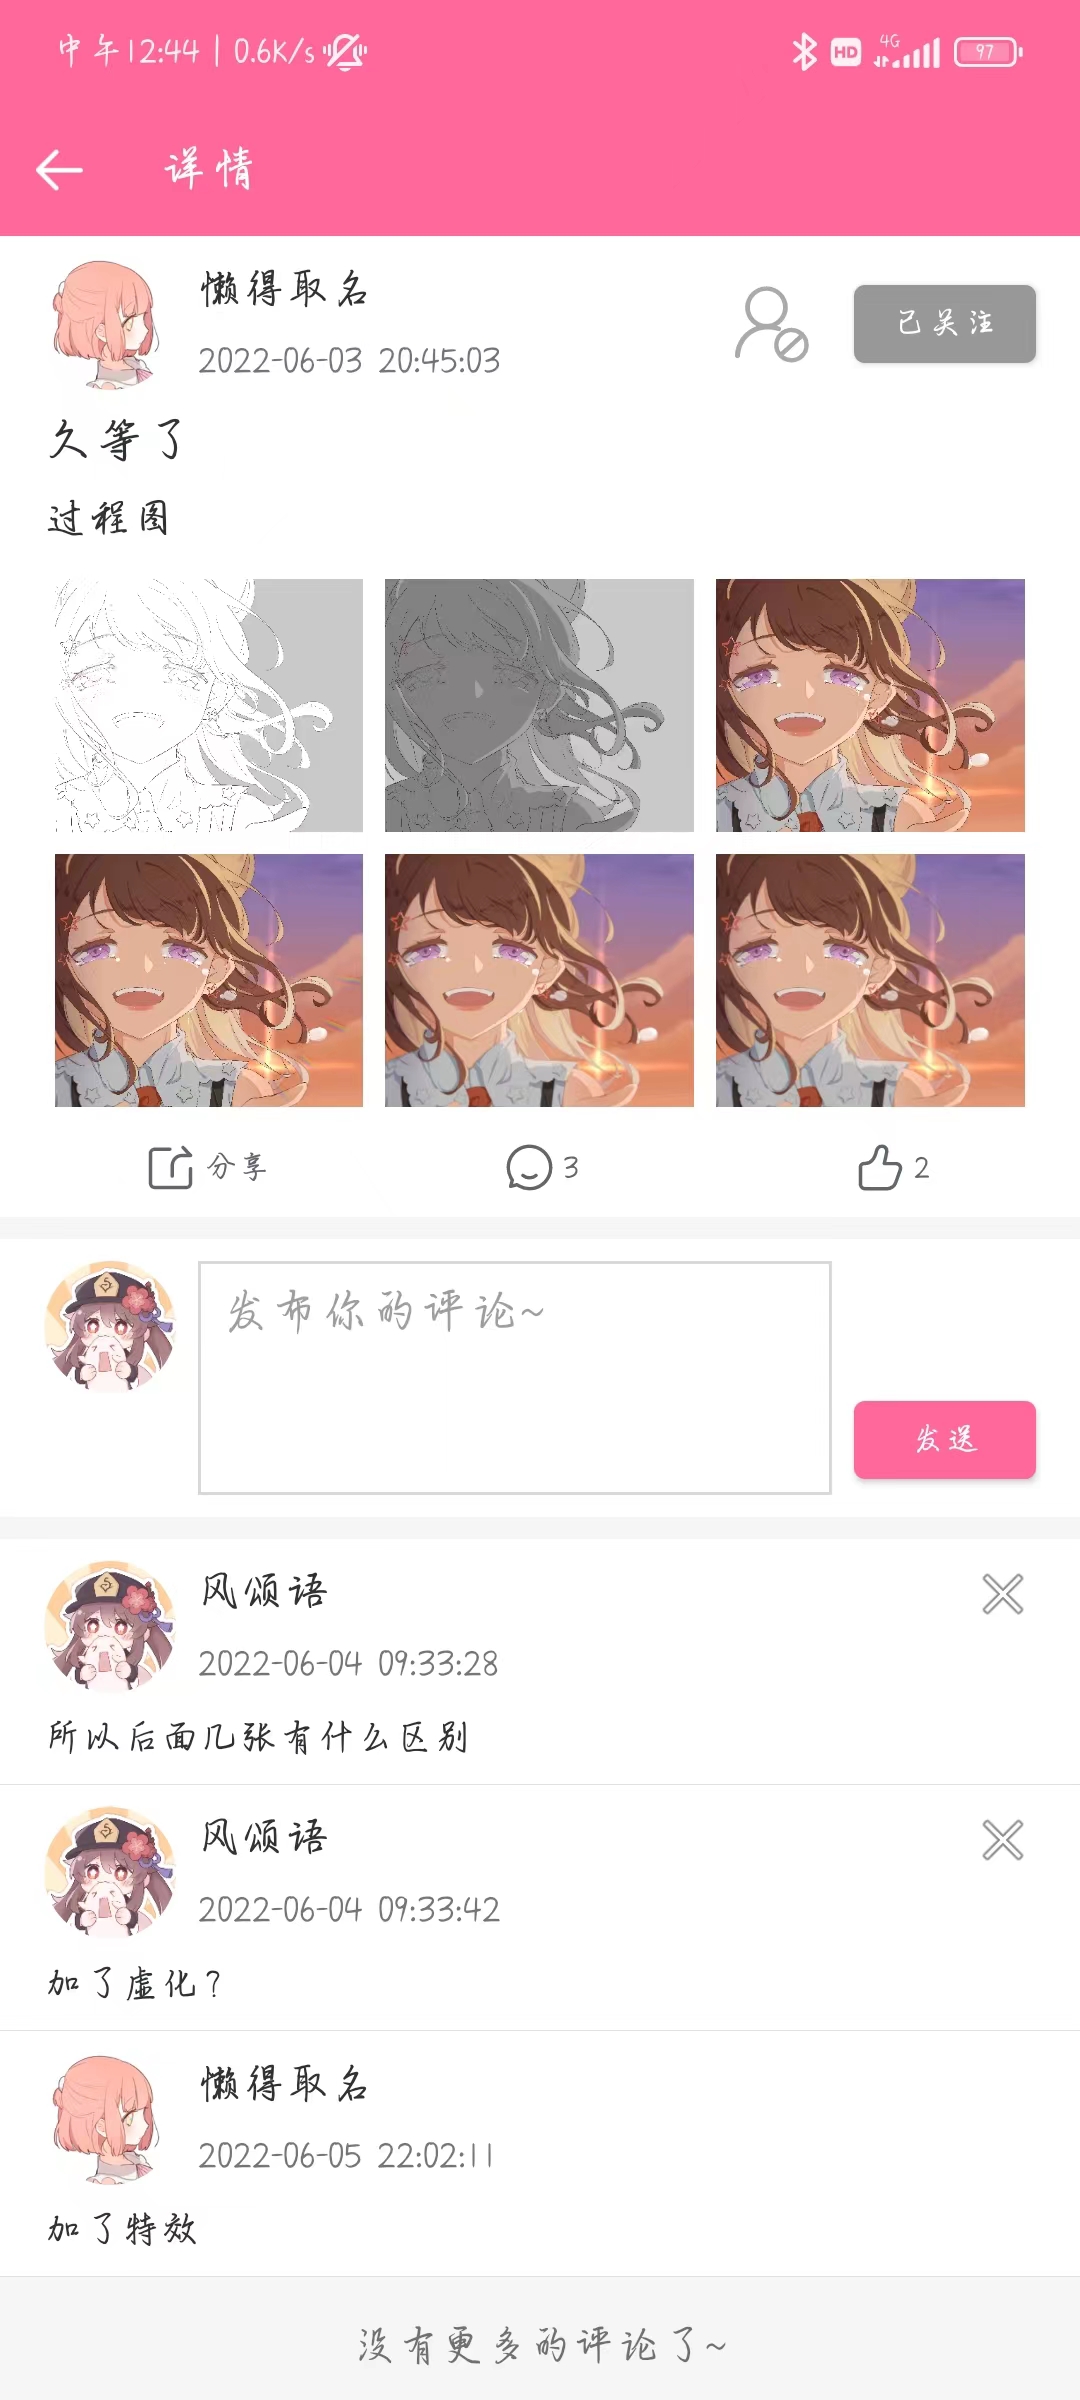 中午12:44 | 0.6K/s
HD 4G 97
详情
懒得取名
2022-06-03 20:45:03
已关注
久等了
过程图
分享 3 2
发布你的评论~
发送
风颂语
2022-06-04 09:33:28
所以后面几张有什么区别
风颂语
2022-06-04 09:33:42
加了虚化?
懒得取名
2022-06-05 22:02:11
加了特效
没有更多的评论了~